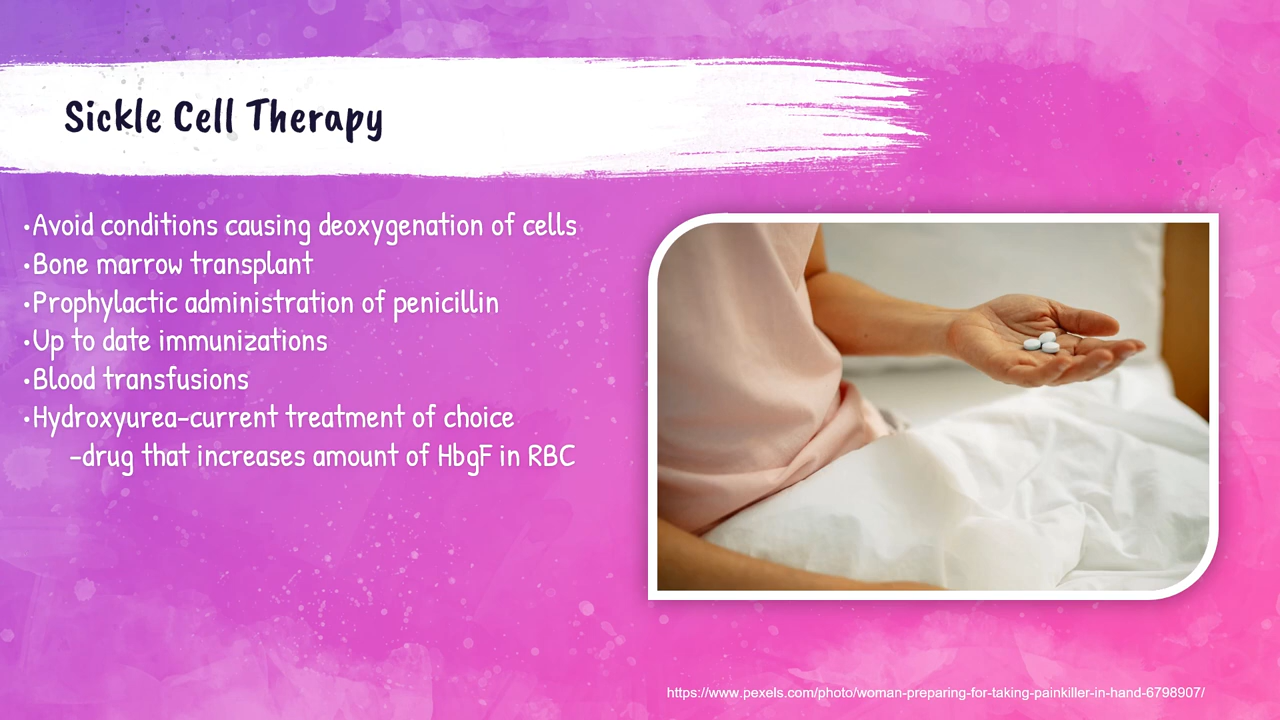 Sickle Cell Therapy
•Avoid conditions causing deoxygenation of cells
•Bone marrow transplant
•Prophylactic administration of penicillin
•Up to date immunizations
•Blood transfusions
•Hydroxyurea-current treatment of choice
-drug that increases amount of HbgF in RBC
https://www.pexels.com/photo/woman-preparing-for-taking-painkiller-in-hand-6798907/